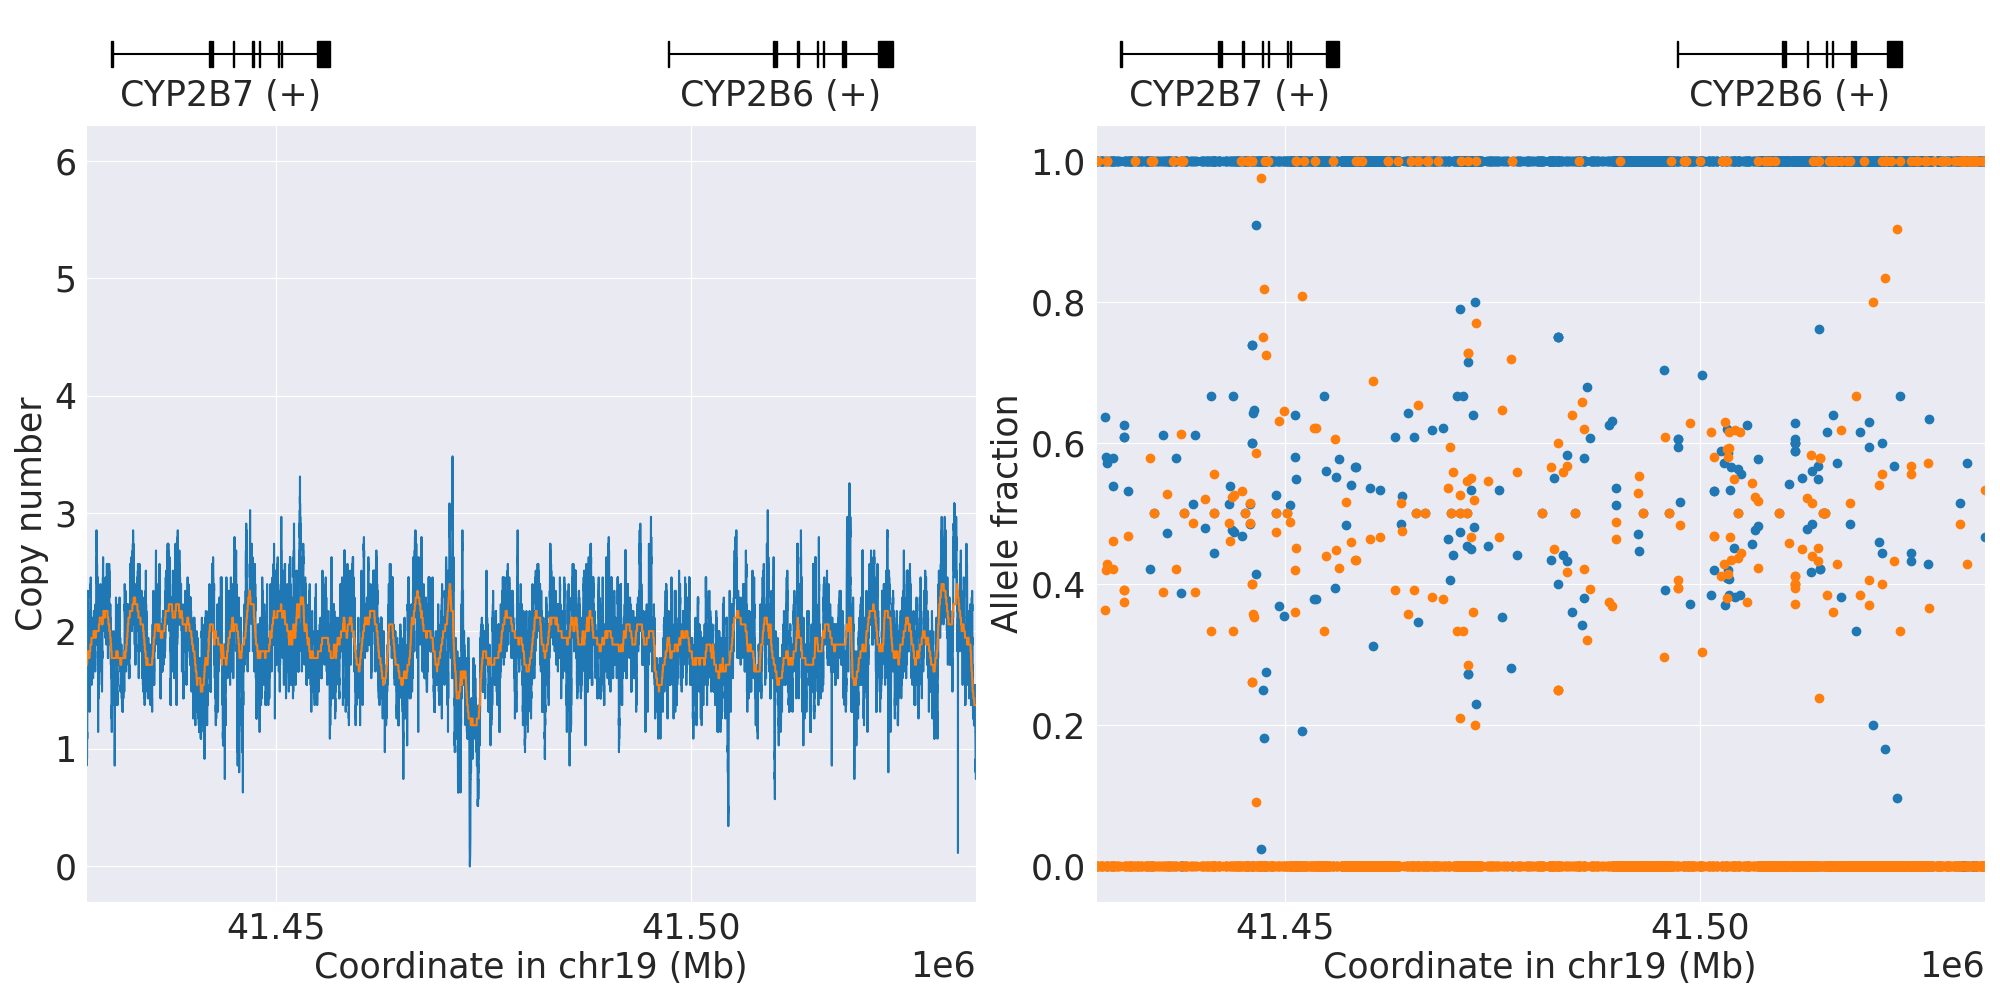 CYP2B7 (+)
CYP2B6 (+)
6
5
4
3
2
1
0
Copy number
41.45
41.50
Coordinate in chr19 (Mb)
1e6
CYP2B7 (+)
CYP2B6 (+)
1.0
0.8
0.6
0.4
0.2
0.0
Allele fraction
41.45
41.50
Coordinate in chr19 (Mb)
1e6